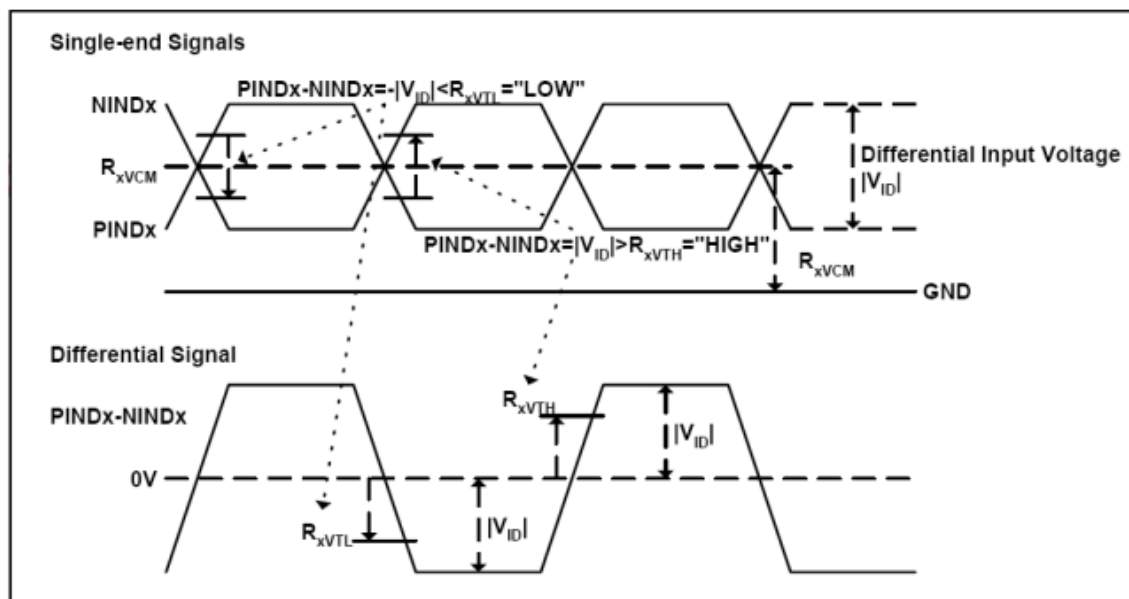 Single-end Signals
PINDx-NINDx=-|VID|<RxVTL="LOW"
NINDx
RxVCM
Differential Input Voltage
|VID|
PINDx
PINDx-NINDx=|VID|>RxVTH="HIGH"
RxVCM
GND
Differential Signal
RxVTH
PINDx-NINDx
|VID|
0V
RxVTL
|VID|